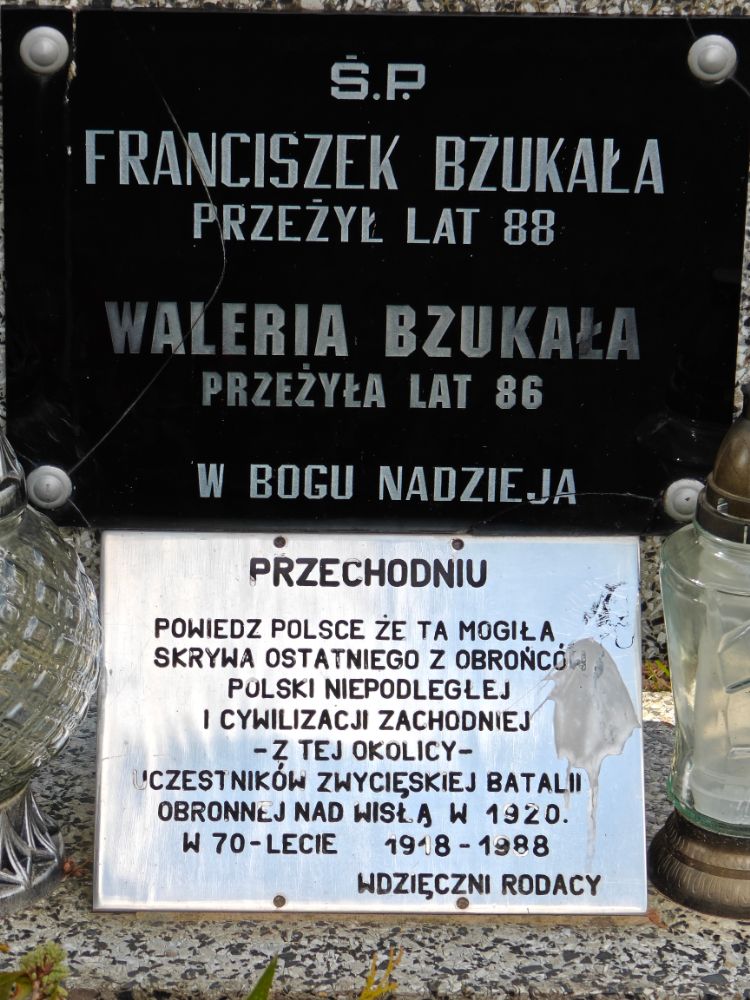 Ś.P.
FRANCISZEK BZUKAŁA
PRZEŻYŁ LAT 88
WALERIA BZUKAŁA
PRZEŻYŁA LAT 86
W BOGU NADZIEJA
PRZECHODNIU
POWIEDZ POLSCE ŻE TA MOGIŁA
SKRYWA OSTATNIEGO Z OBROŃCÓW
POLSKI NIEPODLEGŁEJ
I CYWILIZACJI ZACHODNIEJ
-Z TEJ OKOLICY-
UCZESTNIKÓW ZWYCIĘSKIEJ BATALII
OBRONNEJ NAD WISŁĄ W 1920.
W 70-LECIE 1918-1988
WDZIĘCZNI RODACY